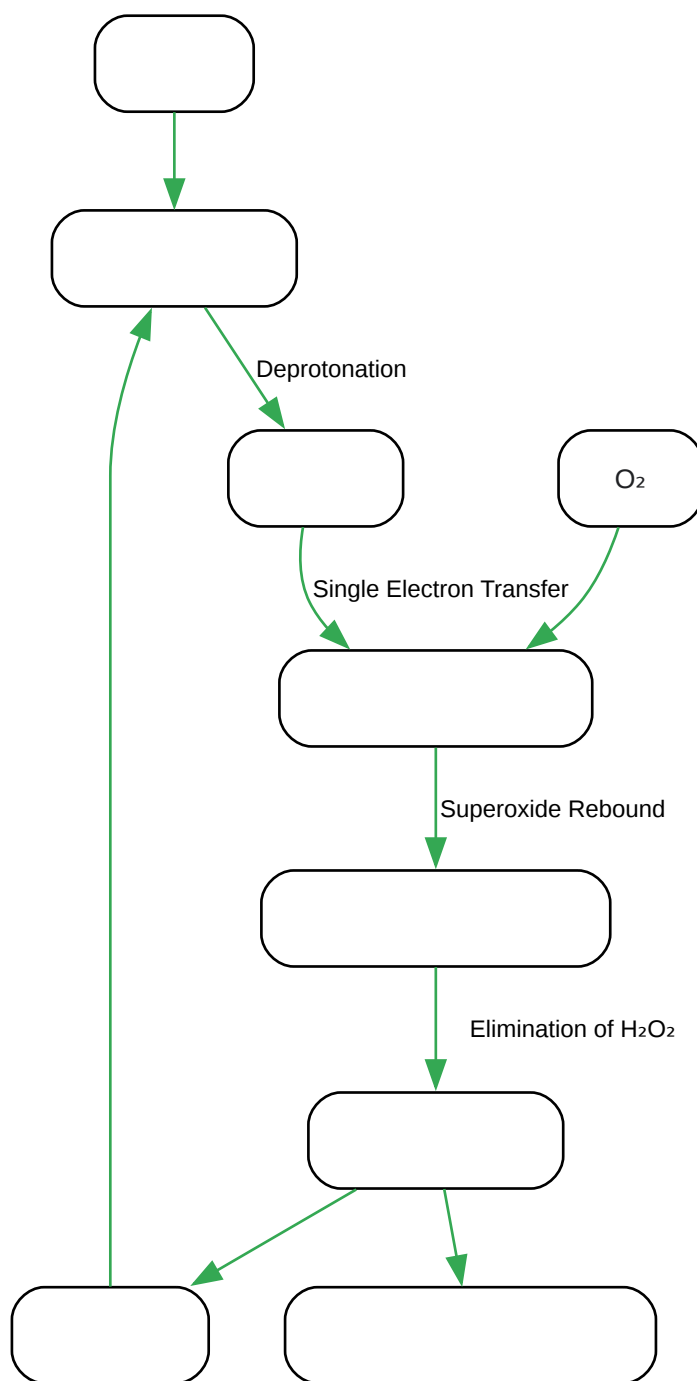 Deprotonation
O₂
Single Electron Transfer
Superoxide Rebound
Elimination of H₂O₂